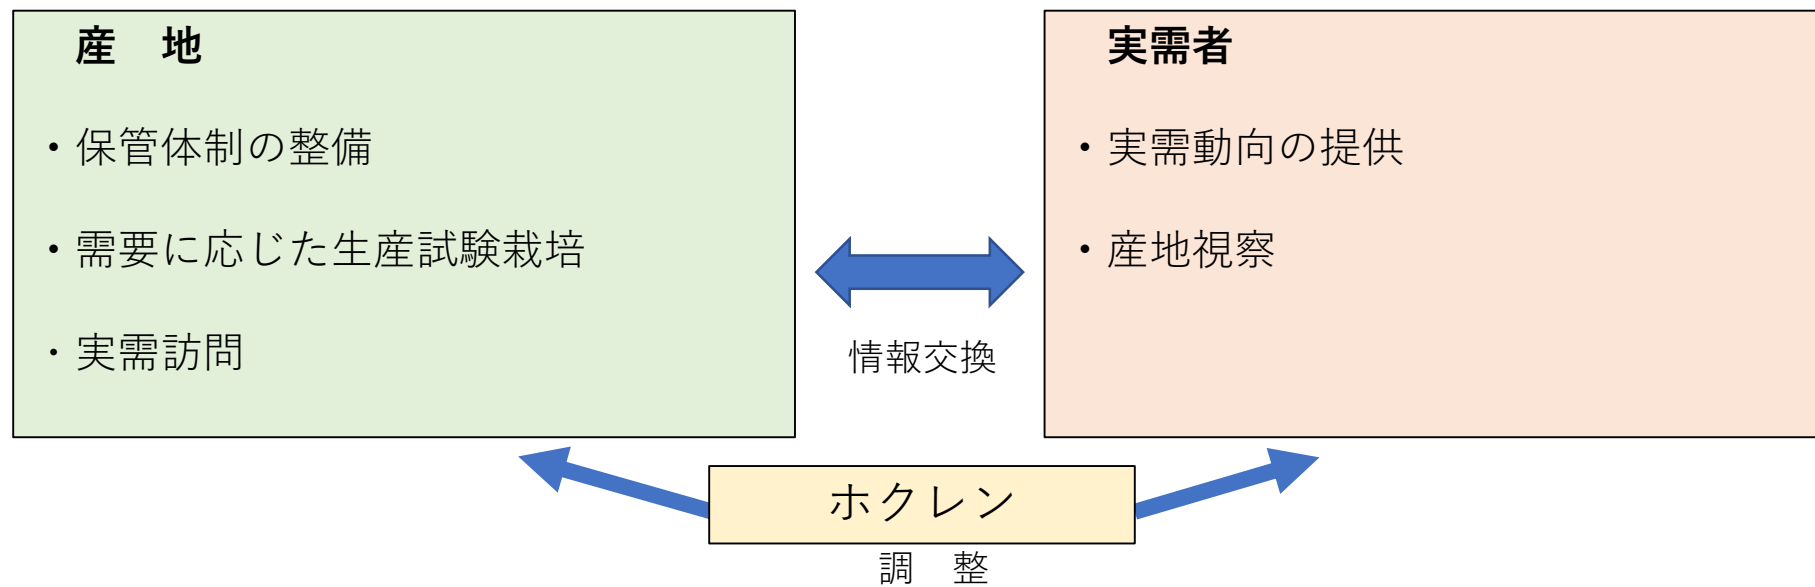 産　地
・保管体制の整備
・需要に応じた生産試験栽培
・実需訪問
情報交換
実需者
・実需動向の提供
・産地視察
ホクレン
調　整